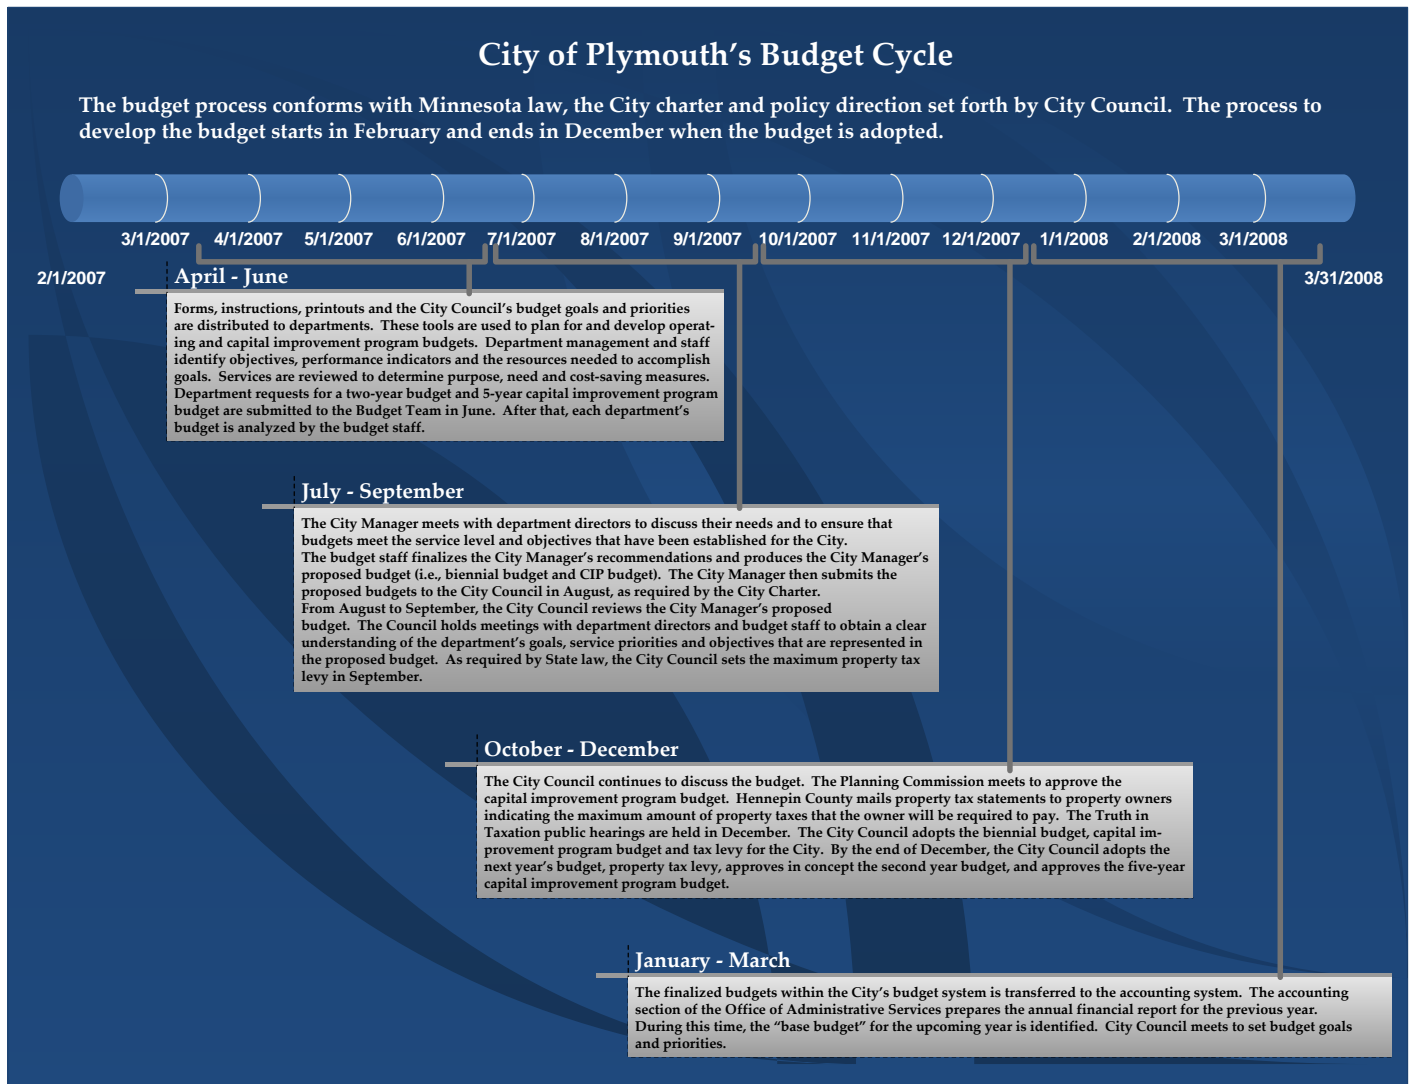 City of Plymouth’s Budget Cycle
The budget process conforms with Minnesota law, the City charter and policy direction set forth by City Council.  The process to
develop the budget starts in February and ends in December when the budget is adopted.
3/1/2007 4/1/2007 5/1/2007 6/1/2007 7/1/2007 8/1/2007 9/1/2007 10/1/2007 11/1/2007 12/1/2007 1/1/2008 2/1/2008 3/1/2008
2/1/2007 3/31/2008
April - June
Forms, instructions, printouts and the City Council’s budget goals and priorities
are distributed to departments.  These tools are used to plan for and develop operat-
ing and capital improvement program budgets.  Department management and staff
identify objectives, performance indicators and the resources needed to accomplish
goals.  Services are reviewed to determine purpose, need and cost-saving measures.
Department requests for a two-year budget and 5-year capital improvement program
budget are submitted to the Budget Team in June.  After that, each department’s
budget is analyzed by the budget staff.
July - September
The City Manager meets with department directors to discuss their needs and to ensure that
budgets meet the service level and objectives that have been established for the City.
The budget staff finalizes the City Manager’s recommendations and produces the City Manager’s
proposed budget (i.e., biennial budget and CIP budget).  The City Manager then submits the
proposed budgets to the City Council in August, as required by the City Charter.
From August to September, the City Council reviews the City Manager’s proposed
budget.  The Council holds meetings with department directors and budget staff to obtain a clear
understanding of the department’s goals, service priorities and objectives that are represented in
the proposed budget.  As required by State law, the City Council sets the maximum property tax
levy in September.
October - December
The City Council continues to discuss the budget.  The Planning Commission meets to approve the
capital improvement program budget.  Hennepin County mails property tax statements to property owners
indicating the maximum amount of property taxes that the owner will be required to pay.  The Truth in
Taxation public hearings are held in December.  The City Council adopts the biennial budget, capital im-
provement program budget and tax levy for the City.  By the end of December, the City Council adopts the
next year’s budget, property tax levy, approves in concept the second year budget, and approves the five-year
capital improvement program budget.
January - March
The finalized budgets within the City’s budget system is transferred to the accounting system.  The accounting
section of the Office of Administrative Services prepares the annual financial report for the previous year.
During this time, the “base budget” for the upcoming year is identified.  City Council meets to set budget goals
and priorities.